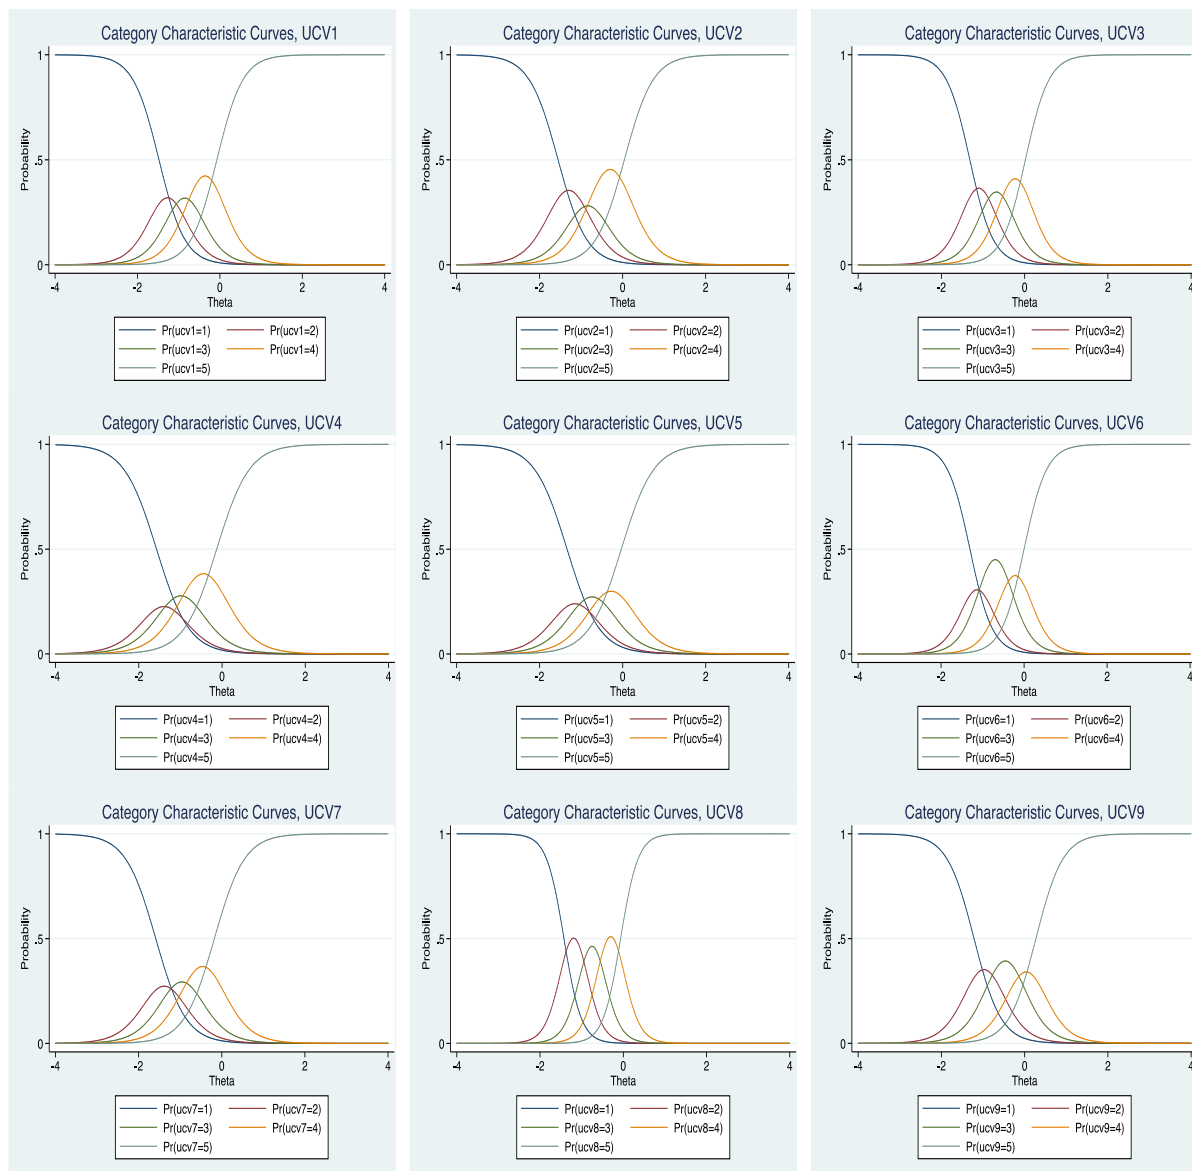 Category Characteristic Curves, UCV1
1
.5
0
Probability
-4 -2 0 2 4
Theta
Pr(ucv1=1) Pr(ucv1=2)
Pr(ucv1=3) Pr(ucv1=4)
Pr(ucv1=5)
Category Characteristic Curves, UCV2
1
.5
0
Probability
-4 -2 0 2 4
Theta
Pr(ucv2=1) Pr(ucv2=2)
Pr(ucv2=3) Pr(ucv2=4)
Pr(ucv2=5)
Category Characteristic Curves, UCV3
1
.5
0
Probability
-4 -2 0 2 4
Theta
Pr(ucv3=1) Pr(ucv3=2)
Pr(ucv3=3) Pr(ucv3=4)
Pr(ucv3=5)
Category Characteristic Curves, UCV4
1
.5
0
Probability
-4 -2 0 2 4
Theta
Pr(ucv4=1) Pr(ucv4=2)
Pr(ucv4=3) Pr(ucv4=4)
Pr(ucv4=5)
Category Characteristic Curves, UCV5
1
.5
0
Probability
-4 -2 0 2 4
Theta
Pr(ucv5=1) Pr(ucv5=2)
Pr(ucv5=3) Pr(ucv5=4)
Pr(ucv5=5)
Category Characteristic Curves, UCV6
1
.5
0
Probability
-4 -2 0 2 4
Theta
Pr(ucv6=1) Pr(ucv6=2)
Pr(ucv6=3) Pr(ucv6=4)
Pr(ucv6=5)
Category Characteristic Curves, UCV7
1
.5
0
Probability
-4 -2 0 2 4
Theta
Pr(ucv7=1) Pr(ucv7=2)
Pr(ucv7=3) Pr(ucv7=4)
Pr(ucv7=5)
Category Characteristic Curves, UCV8
1
.5
0
Probability
-4 -2 0 2 4
Theta
Pr(ucv8=1) Pr(ucv8=2)
Pr(ucv8=3) Pr(ucv8=4)
Pr(ucv8=5)
Category Characteristic Curves, UCV9
1
.5
0
Probability
-4 -2 0 2 4
Theta
Pr(ucv9=1) Pr(ucv9=2)
Pr(ucv9=3) Pr(ucv9=4)
Pr(ucv9=5)